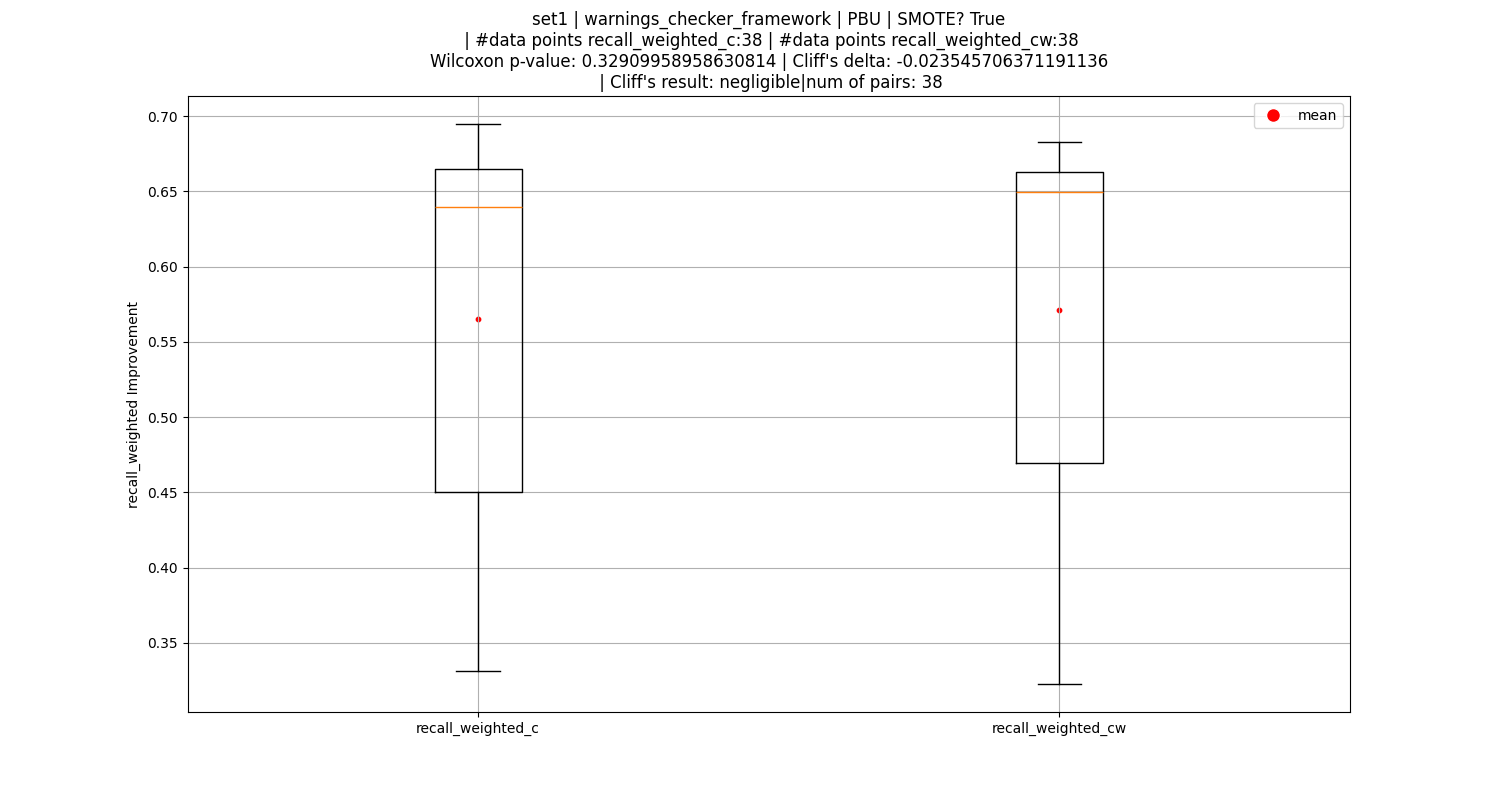 set1 | warnings_checker_framework | PBU | SMOTE? True
| #data points recall_weighted_c:38 | #data points recall_weighted_cw:38
Wilcoxon p-value: 0.32909958958630814 | Cliff's delta: -0.023545706371191136
| Cliff's result: negligible|num of pairs: 38
mean
0.70
0.65
0.60
0.55
0.50
0.45
0.40
0.35
recall_weighted Improvement
recall_weighted_c
recall_weighted_cw